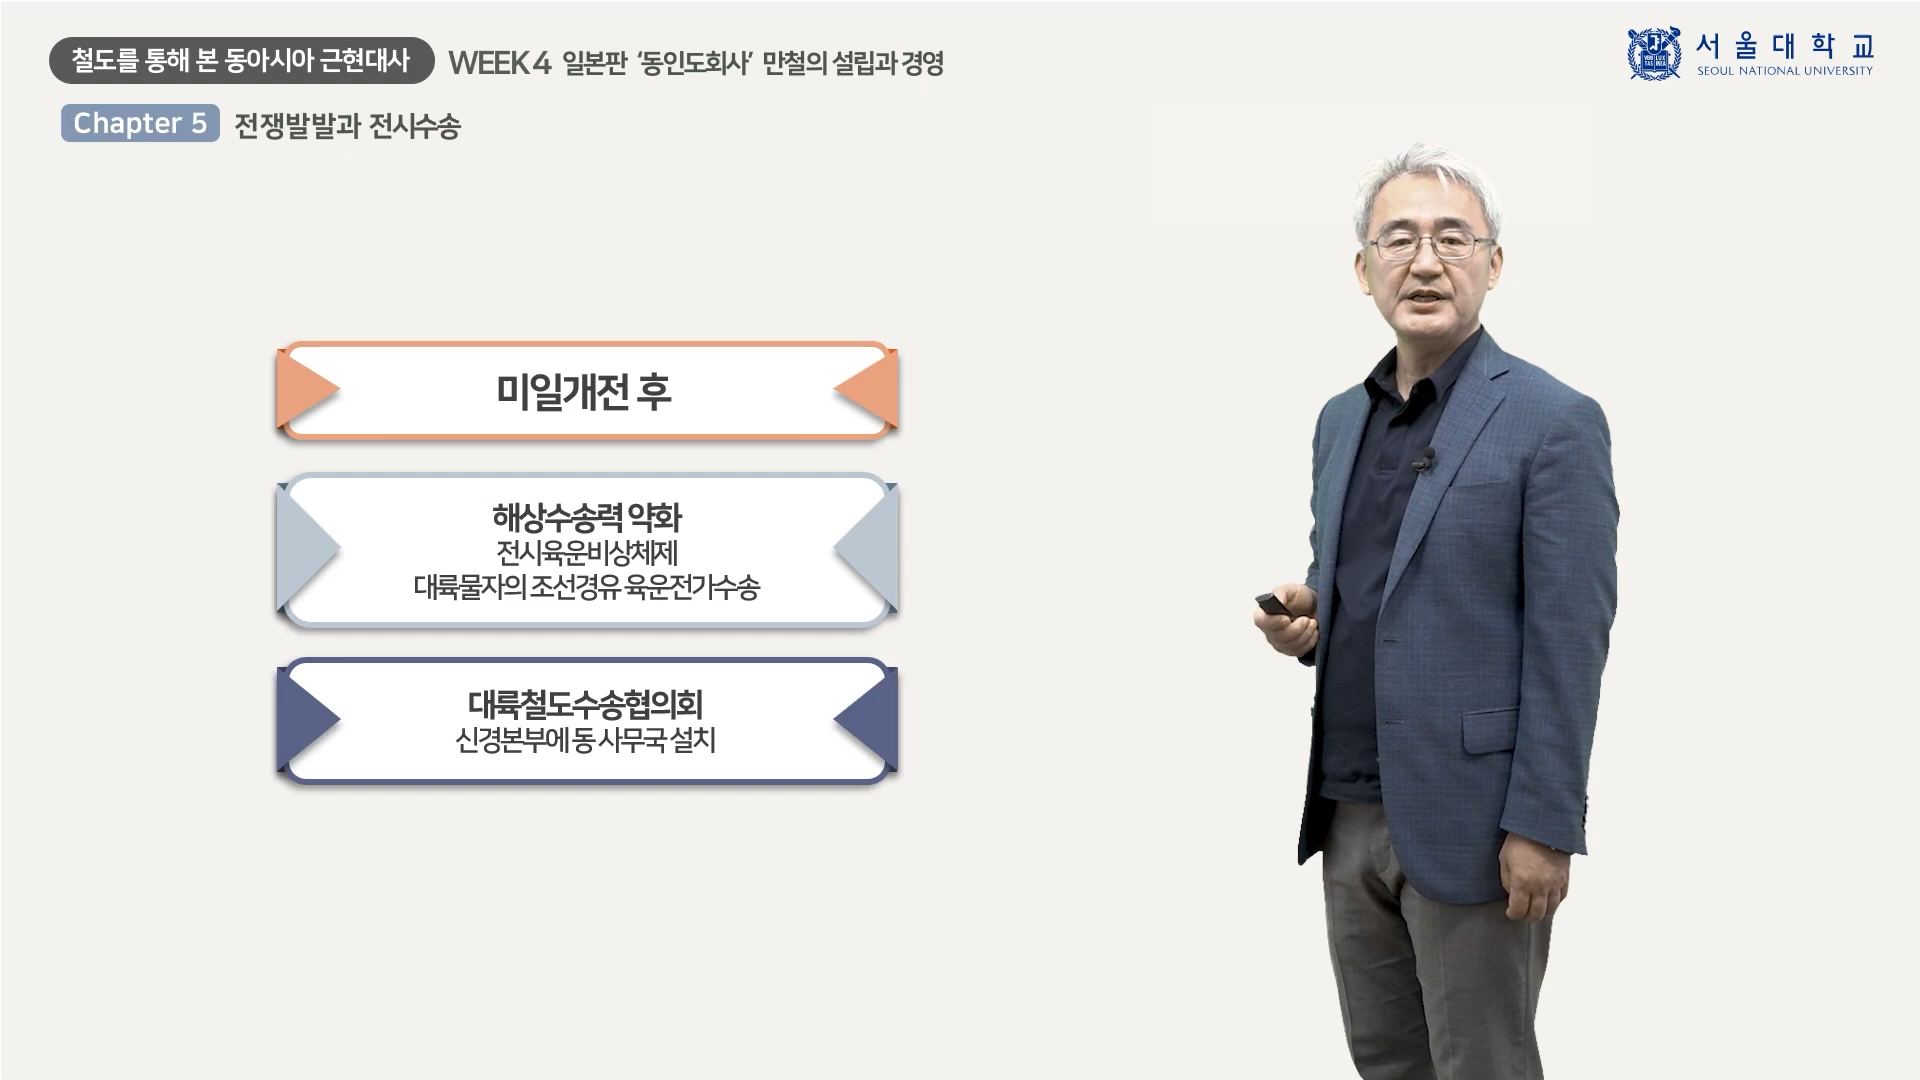 철도를 통해 본 동아시아 근현대사
WEEK 4 일본판 ‘동인도회사’ 만철의 설립과 경영
서울대학교
SEOUL NATIONAL UNIVERSITY
Chapter 5 전쟁발발과 전시수송
미일개전 후
해상수송력 약화
전시육운비상체제
대륙물자의 조선경유 육운전가수송
대륙철도수송협의회
신경본부에 동 사무국 설치